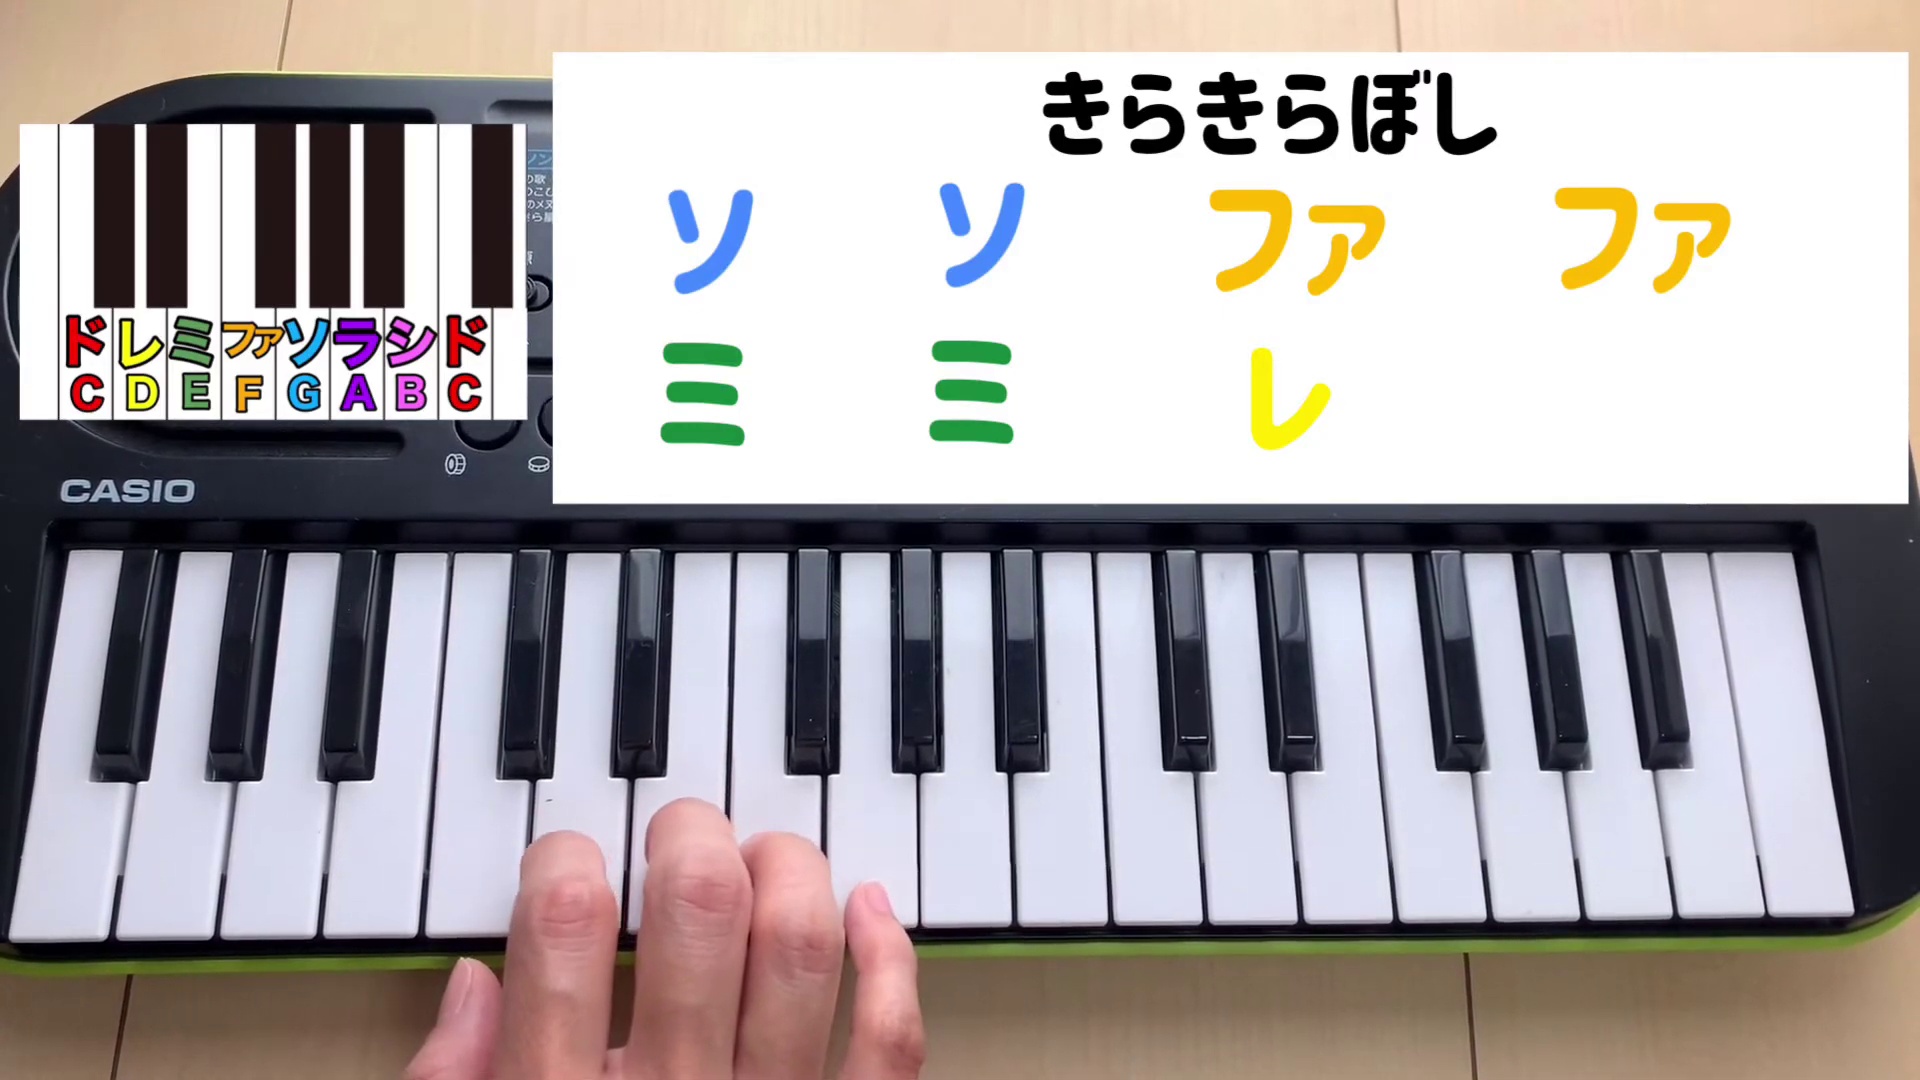 きらきらぼし
ソ ソ ファ ファ
ミ ミ レ
ド レ ミ ファ ソ ラ シ ド
C D E F G A B C
CASIO